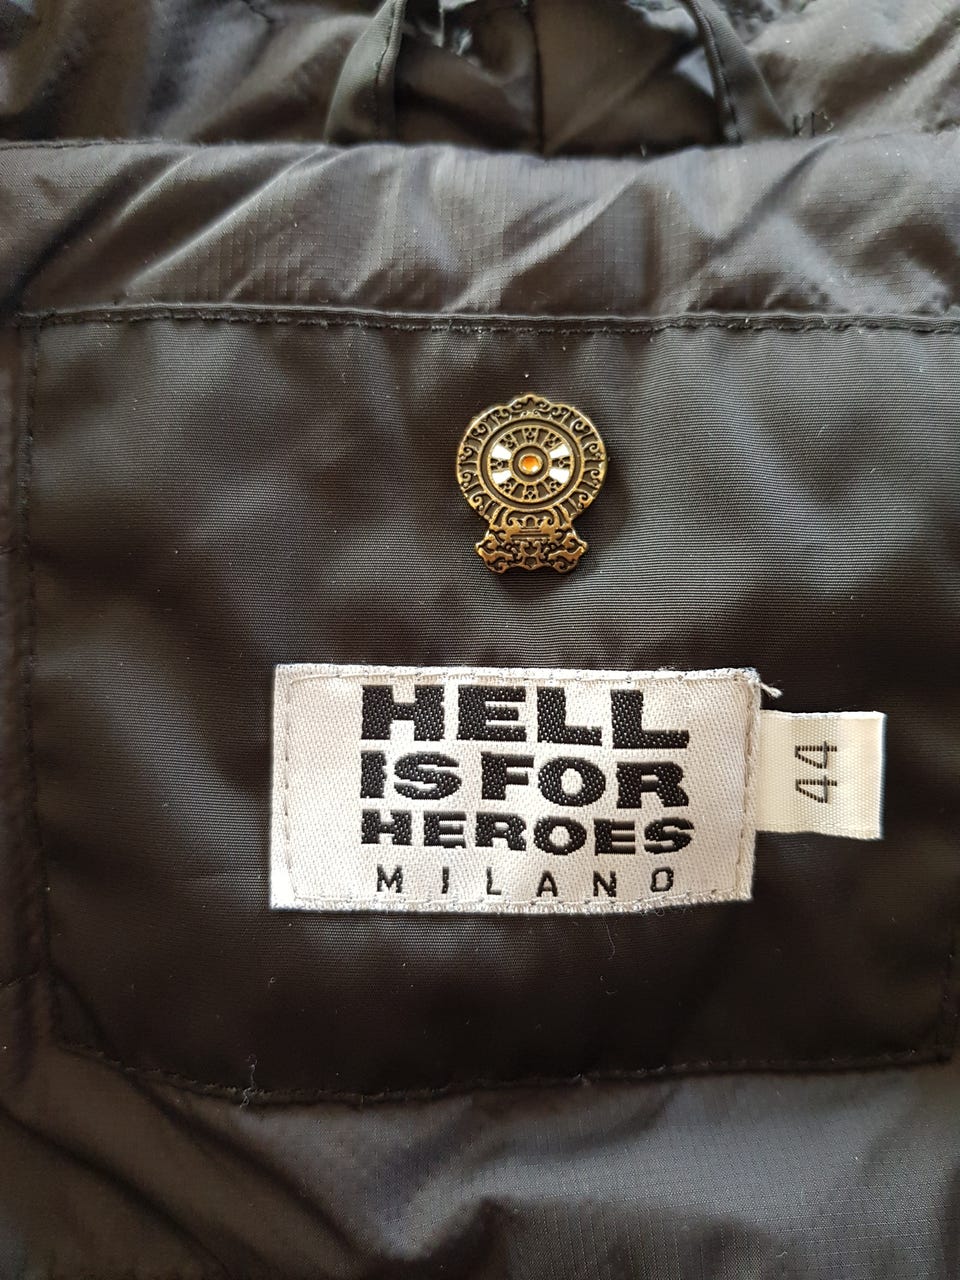 HELL
IS FOR
HEROES
MILANO
44